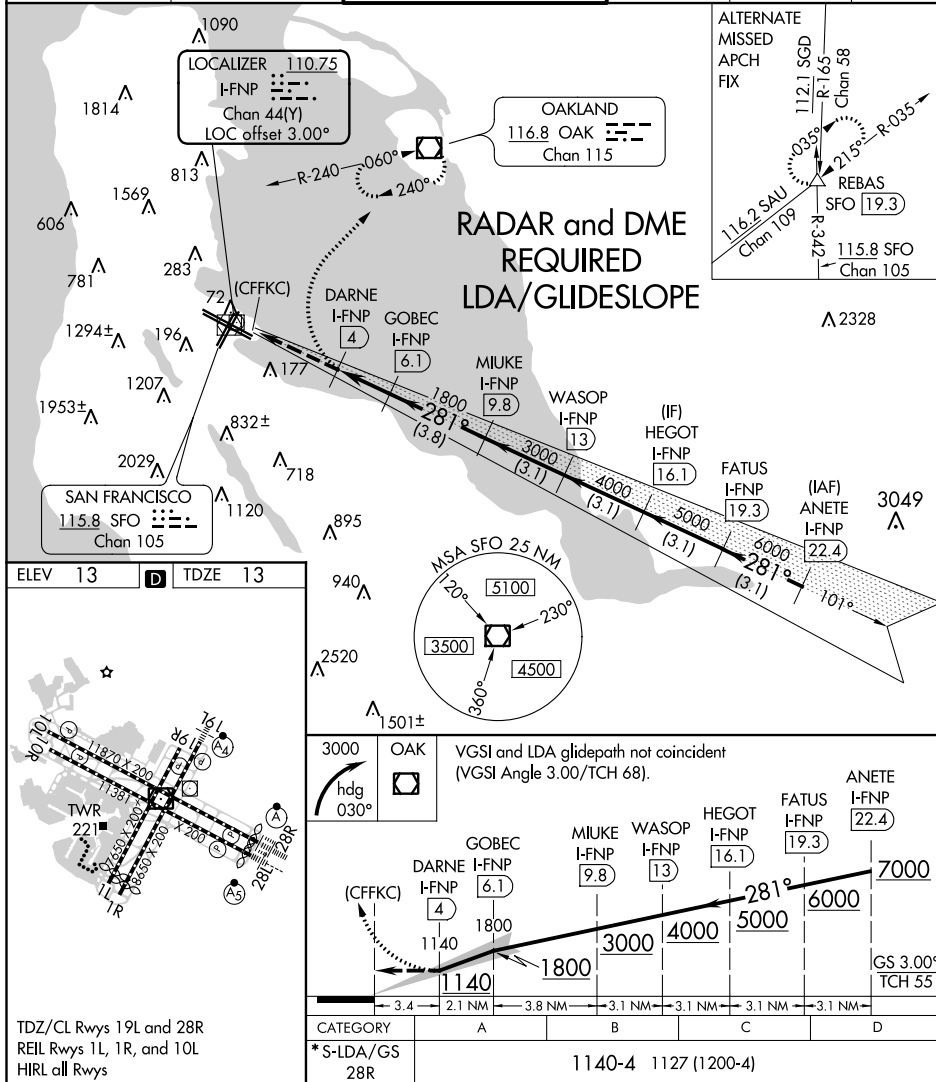 1090
LOCALIZER 110.75
I-FNP
Chan 44(Y)
LOC offset 3.00°
1814
813
1569
606
781
283
1294±
196
72
(CFFKC)
1207
177
1953±
832±
2029
718
1120
895
940
2520
1501±
SAN FRANCISCO
115.8 SFO
Chan 105
OAKLAND
116.8 OAK
Chan 115
R-240
060°
240°
RADAR and DME
REQUIRED
LDA/GLIDESLOPE
ALTERNATE
MISSED
APCH
FIX
112.1 SGD
R-165
Chan 58
035°
215°
R-035
REBAS
SFO 19.3
116.2 SAU
Chan 109
R-342
115.8 SFO
Chan 105
2328
3049
DARNE
I-FNP
4
GOBEC
I-FNP
6.1
MIUKE
I-FNP
9.8
WASOP
I-FNP
13
(IF)
HEGOT
I-FNP
16.1
FATUS
I-FNP
19.3
(IAF)
ANETE
I-FNP
22.4
1800
281°
(3.8)
3000
(3.1)
4000
(3.1)
5000
(3.1)
6000
281°
(3.1)
101°
MSA SFO 25 NM
120°
5100
230°
3500
4500
360°
ELEV 13
D
TDZE 13
10L
10R
11870 X 200
11381 X 200
19L
19R
P
P
P
P
P
P
A4
A
A5
TWR
221
7650 X 200
8650 X 200
1L
1R
28R
28L
TDZ/CL Rwys 19L and 28R
REIL Rwys 1L, 1R, and 10L
HIRL all Rwys
3000
hdg
030°
OAK
VGSI and LDA glidepath not coincident
(VGSI Angle 3.00/TCH 68).
(CFFKC)
DARNE
I-FNP
4
GOBEC
I-FNP
6.1
MIUKE
I-FNP
9.8
WASOP
I-FNP
13
HEGOT
I-FNP
16.1
FATUS
I-FNP
19.3
ANETE
I-FNP
22.4
1140
1800
281°
7000
6000
5000
4000
3000
1800
1140
GS 3.00°
TCH 55
3.4
2.1 NM
3.8 NM
3.1 NM
3.1 NM
3.1 NM
3.1 NM
CATEGORY A B C D
* S-LDA/GS
28R
1140-4 1127 (1200-4)